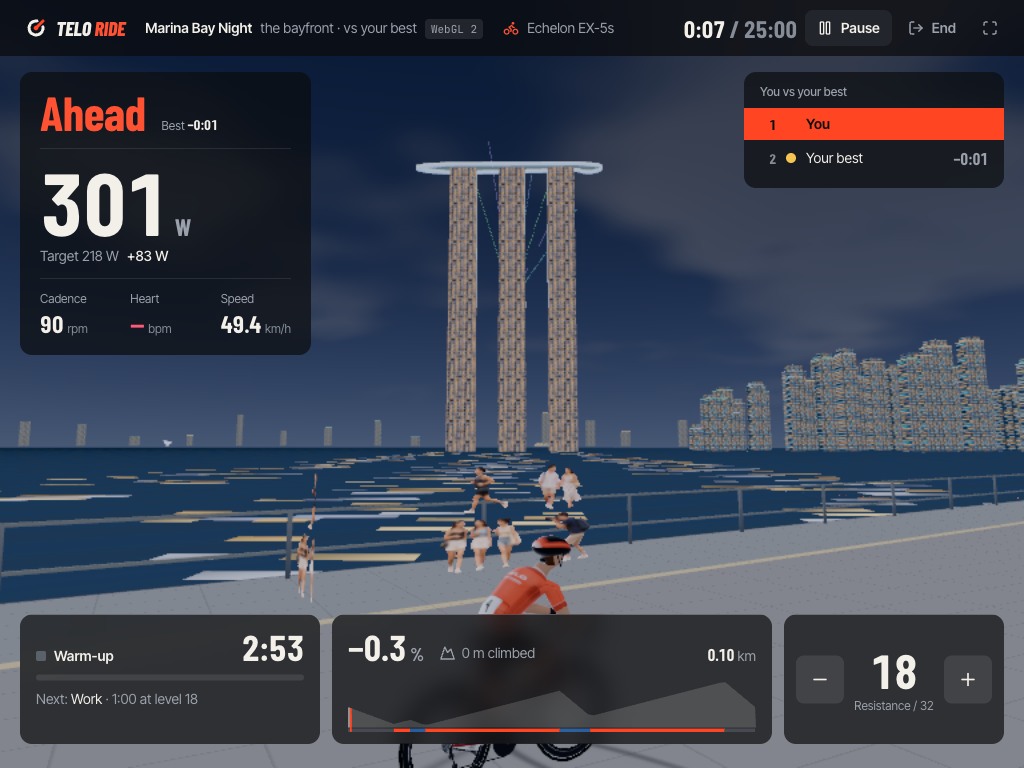 TELO RIDE Marina Bay Night the bayfront · vs your best WebGL 2 Echelon EX-5s 0:07 / 25:00 Pause End
Ahead Best −0:01
301 W
Target 218 W +83 W
Cadence Heart Speed
90 rpm — bpm 49.4 km/h
You vs your best
1 You
2 Your best −0:01
Warm-up 2:53
Next: Work · 1:00 at level 18
−0.3 % 0 m climbed 0.10 km
− 18 +
Resistance / 32